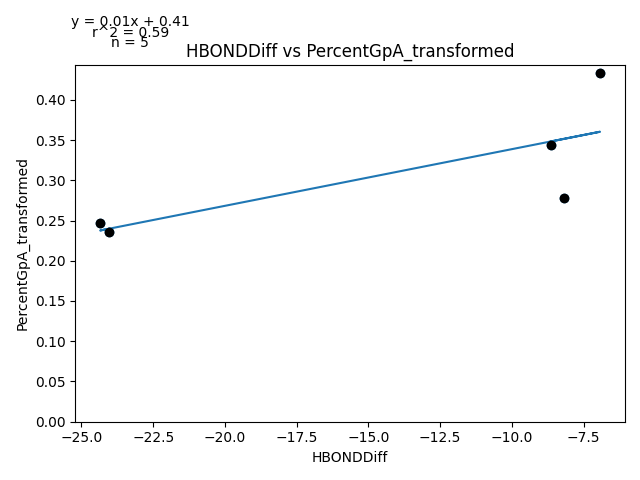 y = 0.01x + 0.41
r^2 = 0.59
n = 5
HBONDDiff vs PercentGpA_transformed
PercentGpA_transformed
0.40
0.35
0.30
0.25
0.20
0.15
0.10
0.05
0.00
−25.0 −22.5 −20.0 −17.5 −15.0 −12.5 −10.0 −7.5
HBONDDiff